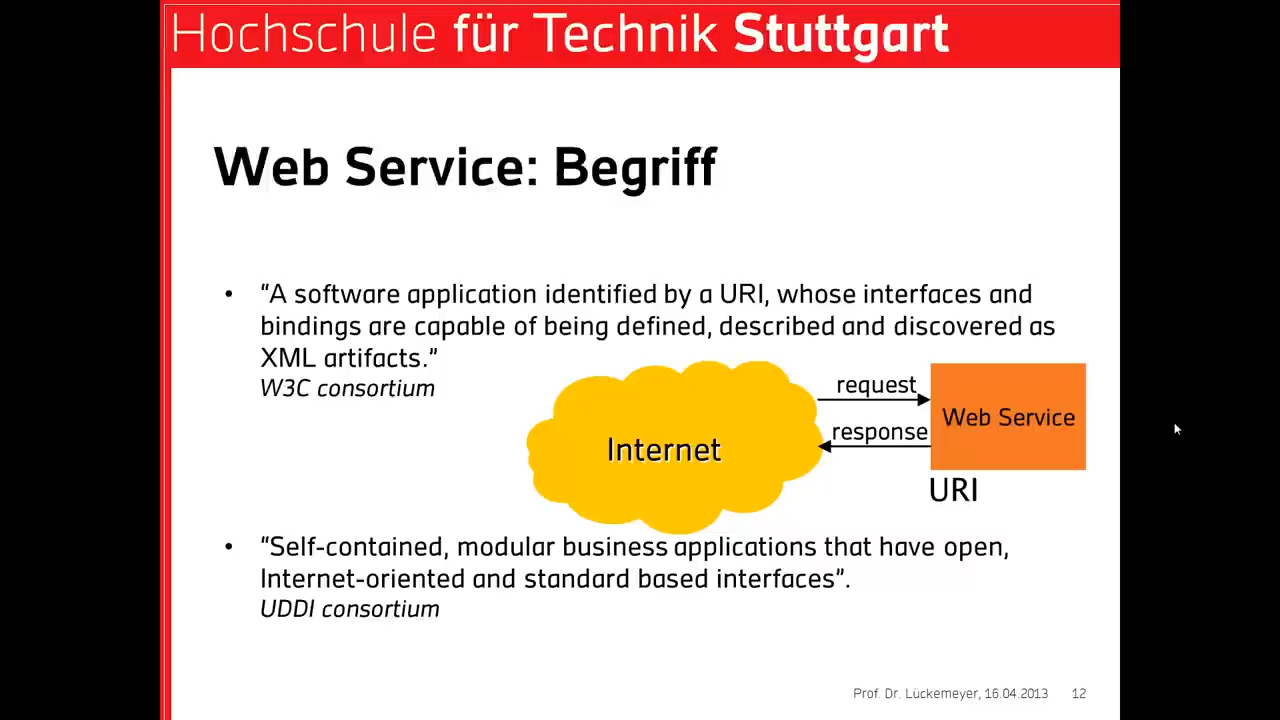 Hochschule für Technik Stuttgart
Web Service: Begriff
• “A software application identified by a URI, whose interfaces and
bindings are capable of being defined, described and discovered as
XML artifacts.”
W3C consortium
Internet
request
response
Web Service
URI
• “Self-contained, modular business applications that have open,
Internet-oriented and standard based interfaces”.
UDDI consortium
Prof. Dr. Lückemeyer, 16.04.2013 12